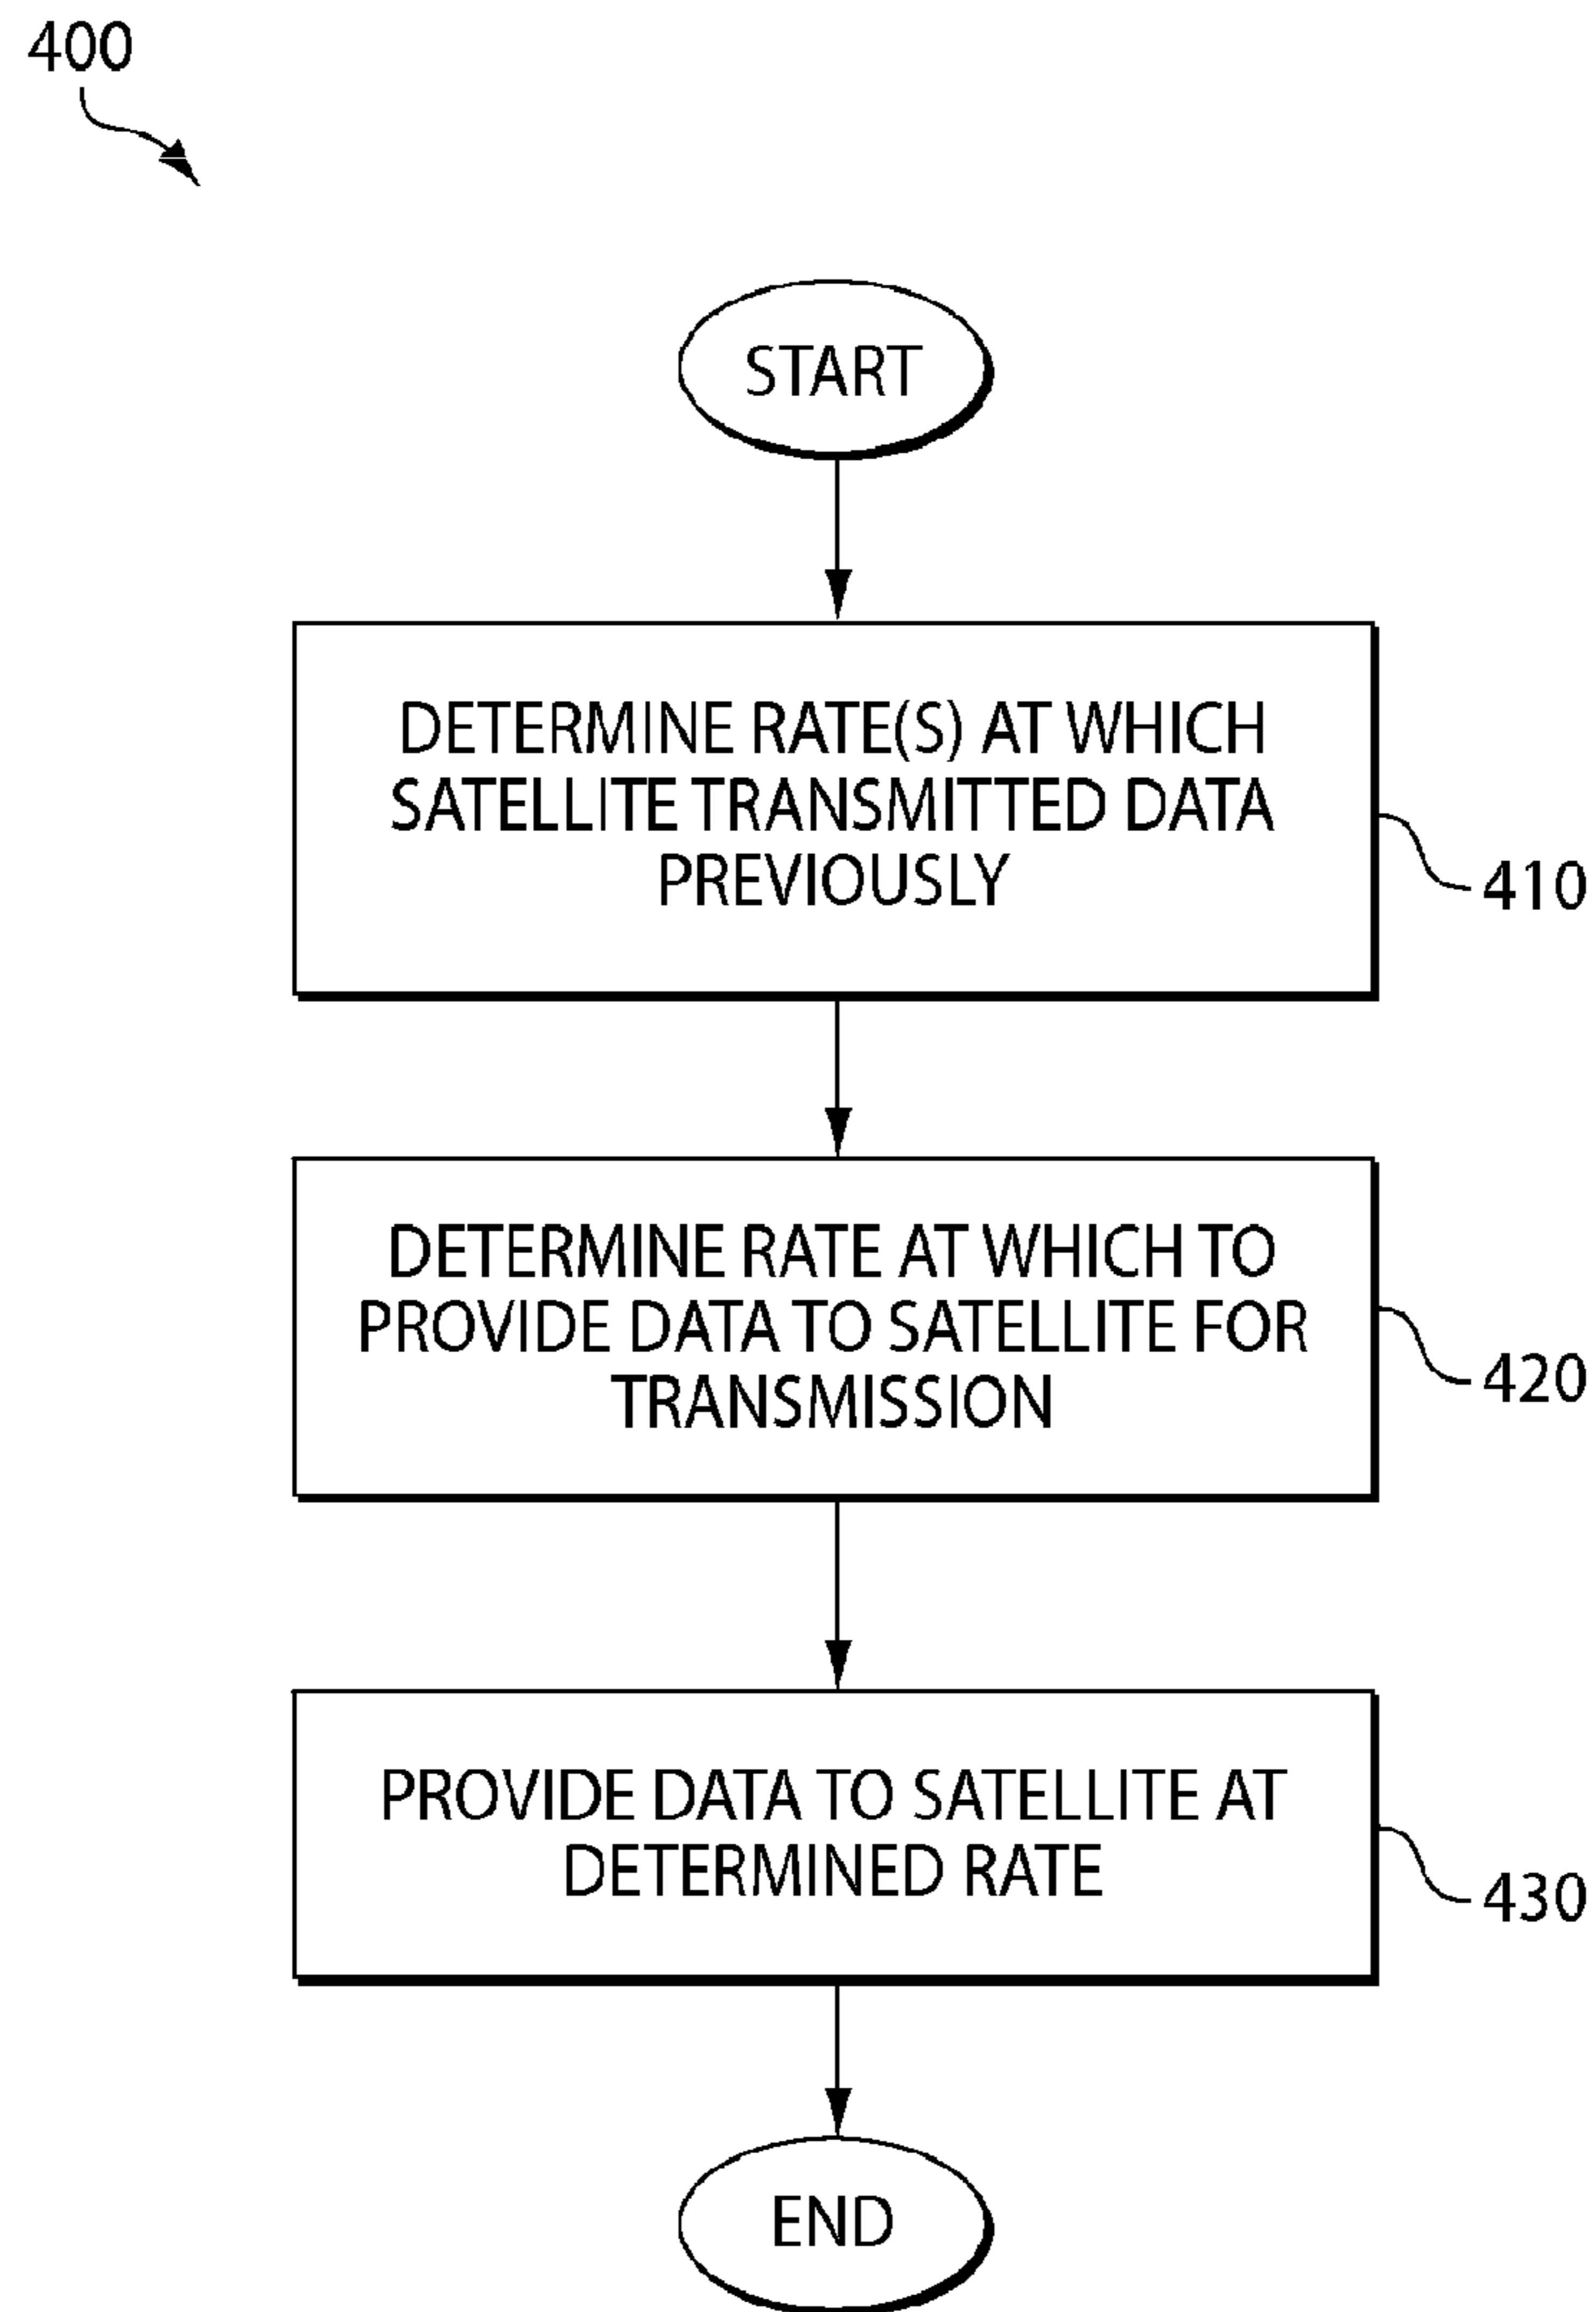 400
START
DETERMINE RATE(S) AT WHICH
SATELLITE TRANSMITTED DATA
PREVIOUSLY
410
DETERMINE RATE AT WHICH TO
PROVIDE DATA TO SATELLITE FOR
TRANSMISSION
420
PROVIDE DATA TO SATELLITE AT
DETERMINED RATE
430
END